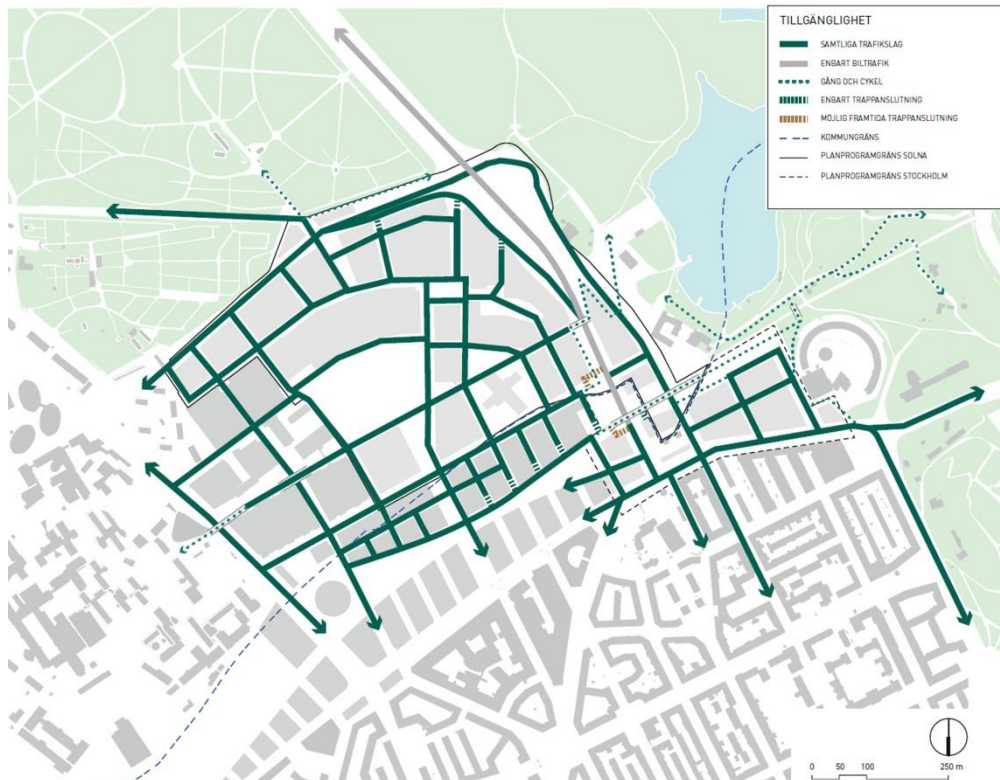 TILLGÄNGLIGHET
SAMTLIGA TRAFIKSLAG
ENBART BILTRAFIK
GÅNG OCH CYKEL
ENBART TRAPPANSLUTNING
MÖJLIG FRAMTIDA TRAPPANSLUTNING
KOMMUNGRÄNS
PLANPROGRAMGRÄNS SOLNA
PLANPROGRAMGRÄNS STOCKHOLM
0 50 100 250 m